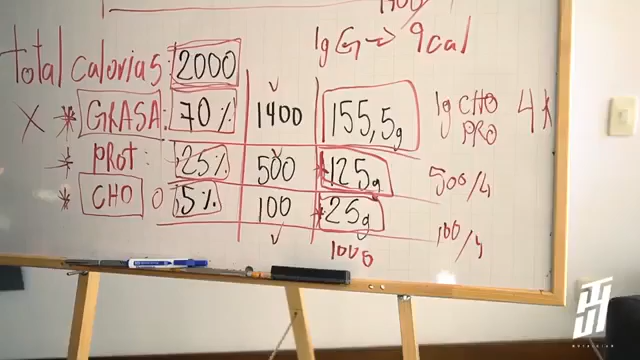 1400/
1g G → 9cal
total calorias: 2000
X * GRASA: 70% 1400 155,5g 1g CHO 4k
PRO
* PROT: 25% 500 125g 500/4
* CHO 5% 100 25g 100/4